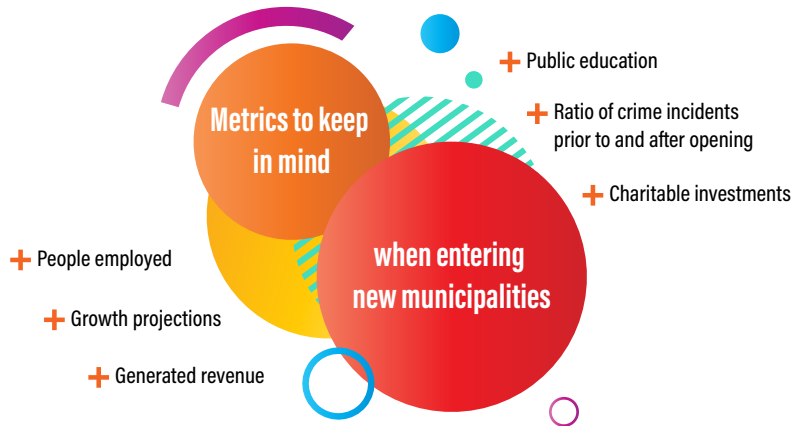 Metrics to keep
in mind
when entering
new municipalities
+ Public education
+ Ratio of crime incidents
prior to and after opening
+ Charitable investments
+ People employed
+ Growth projections
+ Generated revenue